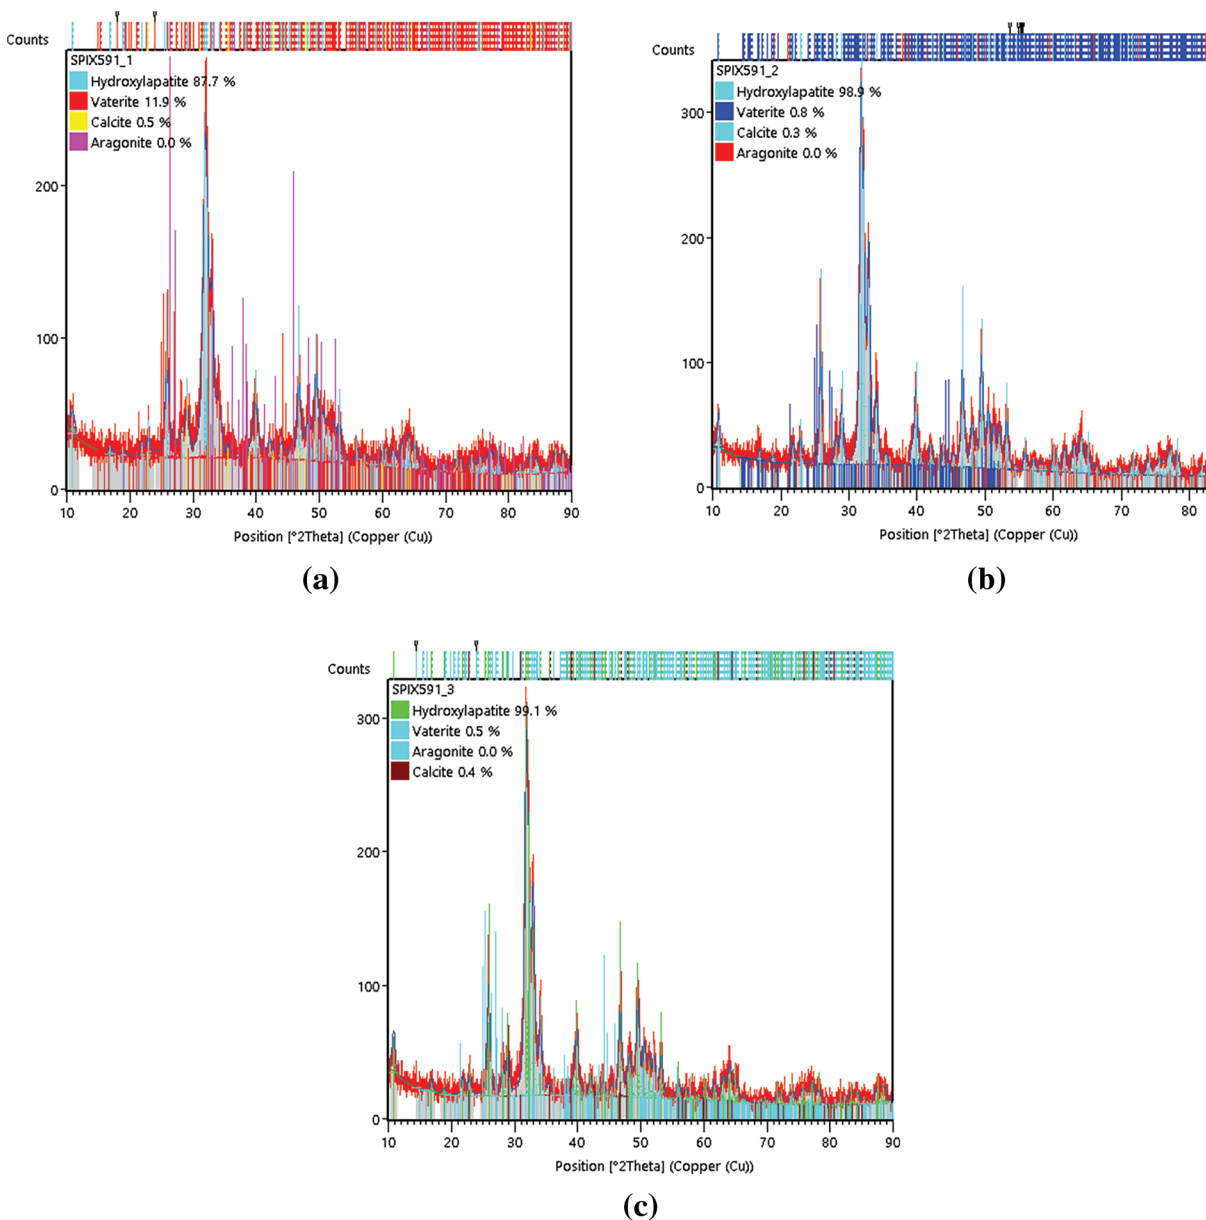 Counts
SPIX591_1
Hydroxylapatite 87.7 %
Vaterite 11.9 %
Calcite 0.5 %
Aragonite 0.0 %
200
100
0
10 20 30 40 50 60 70 80 90
Position [°2Theta] (Copper (Cu))
(a)
Counts
SPIX591_2
Hydroxylapatite 98.9 %
Vaterite 0.8 %
Calcite 0.3 %
Aragonite 0.0 %
300
200
100
0
10 20 30 40 50 60 70 80
Position [°2Theta] (Copper (Cu))
(b)
Counts
SPIX591_3
Hydroxylapatite 99.1 %
Vaterite 0.5 %
Aragonite 0.0 %
Calcite 0.4 %
300
200
100
0
10 20 30 40 50 60 70 80 90
Position [°2Theta] (Copper (Cu))
(c)